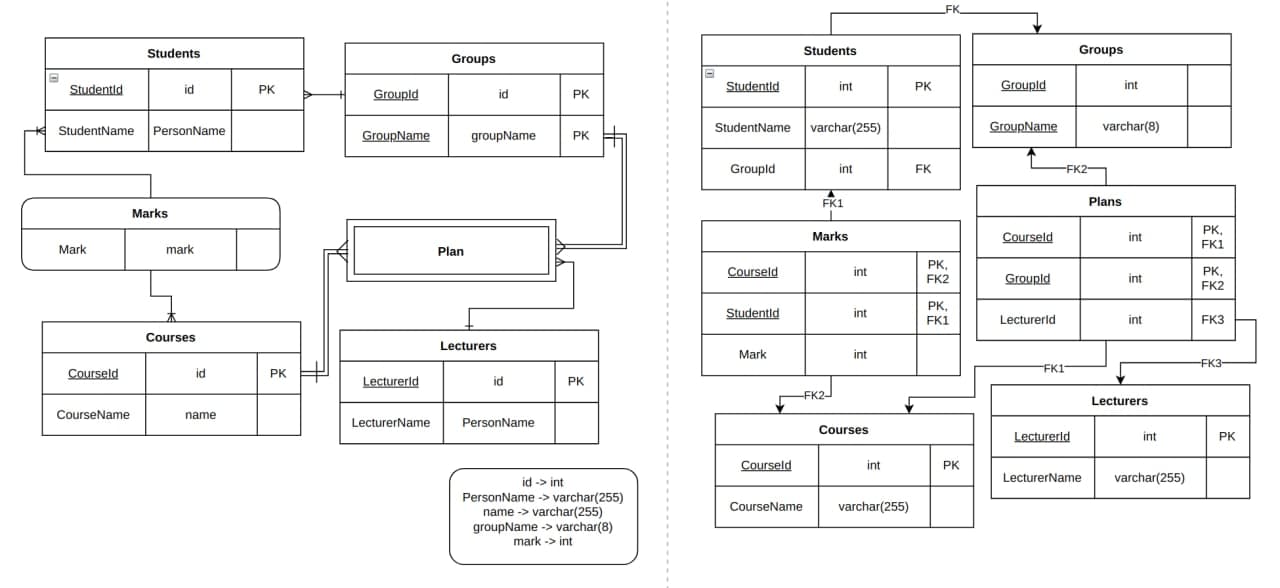 Students
StudentId id PK
StudentName PersonName
Groups
GroupId id PK
GroupName groupName PK
Marks
Mark mark
Plan
Courses
CourseId id PK
CourseName name
Lecturers
LecturerId id PK
LecturerName PersonName
id -> int
PersonName -> varchar(255)
name -> varchar(255)
groupName -> varchar(8)
mark -> int
FK
Students
StudentId int PK
StudentName varchar(255)
GroupId int FK
Groups
GroupId int
GroupName varchar(8)
FK1
FK2
Marks
CourseId int PK, FK2
StudentId int PK, FK1
Mark int
Plans
CourseId int PK, FK1
GroupId int PK, FK2
LecturerId int FK3
FK2
FK1
FK3
Courses
CourseId int PK
CourseName varchar(255)
Lecturers
LecturerId int PK
LecturerName varchar(255)